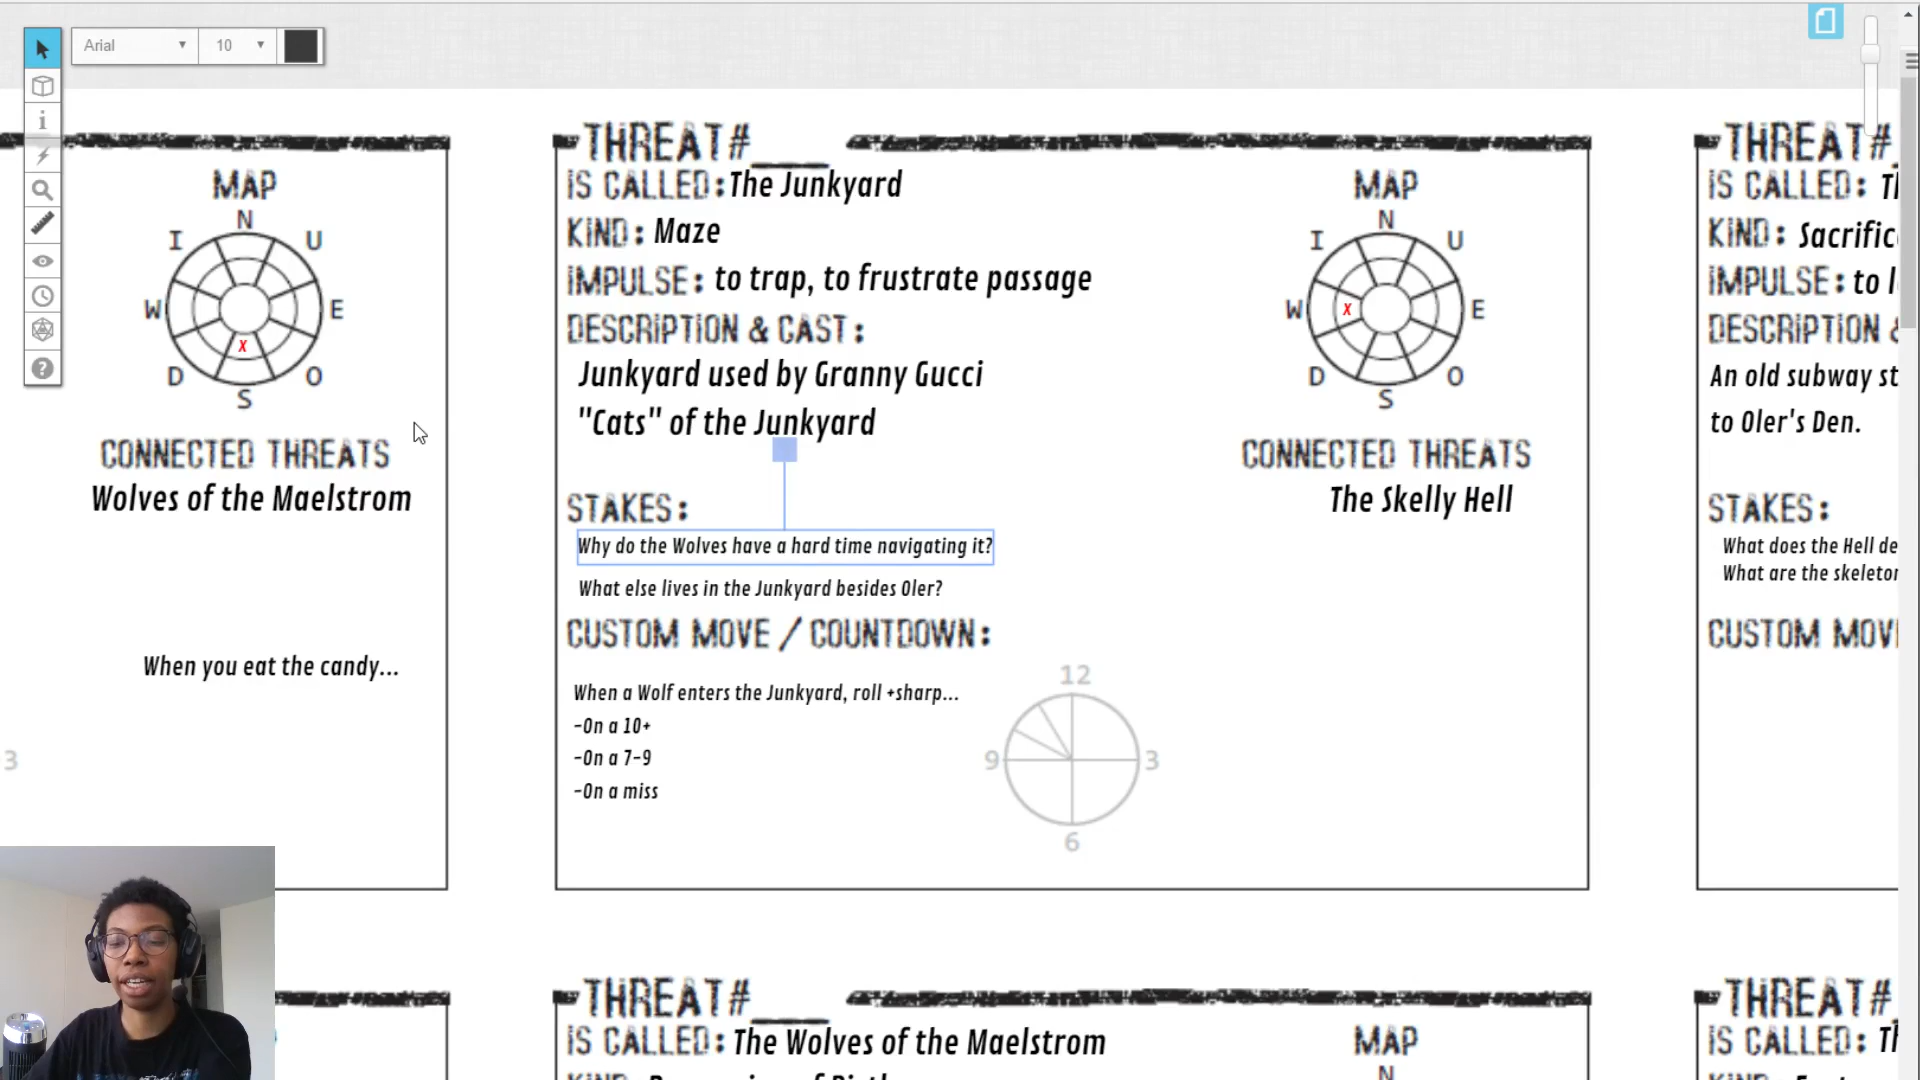 Arial
10
MAP
N
I
U
W
E
D
O
S
CONNECTED THREATS
Wolves of the Maelstrom
When you eat the candy...
3
THREAT#___
IS CALLED: The Junkyard
KIND: Maze
IMPULSE: to trap, to frustrate passage
DESCRIPTION & CAST:
Junkyard used by Granny Gucci
"Cats" of the Junkyard
STAKES:
Why do the Wolves have a hard time navigating it?
What else lives in the Junkyard besides Oler?
CUSTOM MOVE / COUNTDOWN:
When a Wolf enters the Junkyard, roll +sharp...
-On a 10+
-On a 7-9
-On a miss
12
9
3
6
MAP
N
I
U
W
X
E
D
O
S
X
CONNECTED THREATS
The Skelly Hell
THREAT#
IS CALLED:
KIND:
IMPULSE: to
DESCRIPTION
An old subway
to Oler's Den.
STAKES:
What does the Hell
What are the
CUSTOM
THREAT#___
IS CALLED: The Wolves of the Maelstrom
MAP
N
THREAT#
IS CALLED: